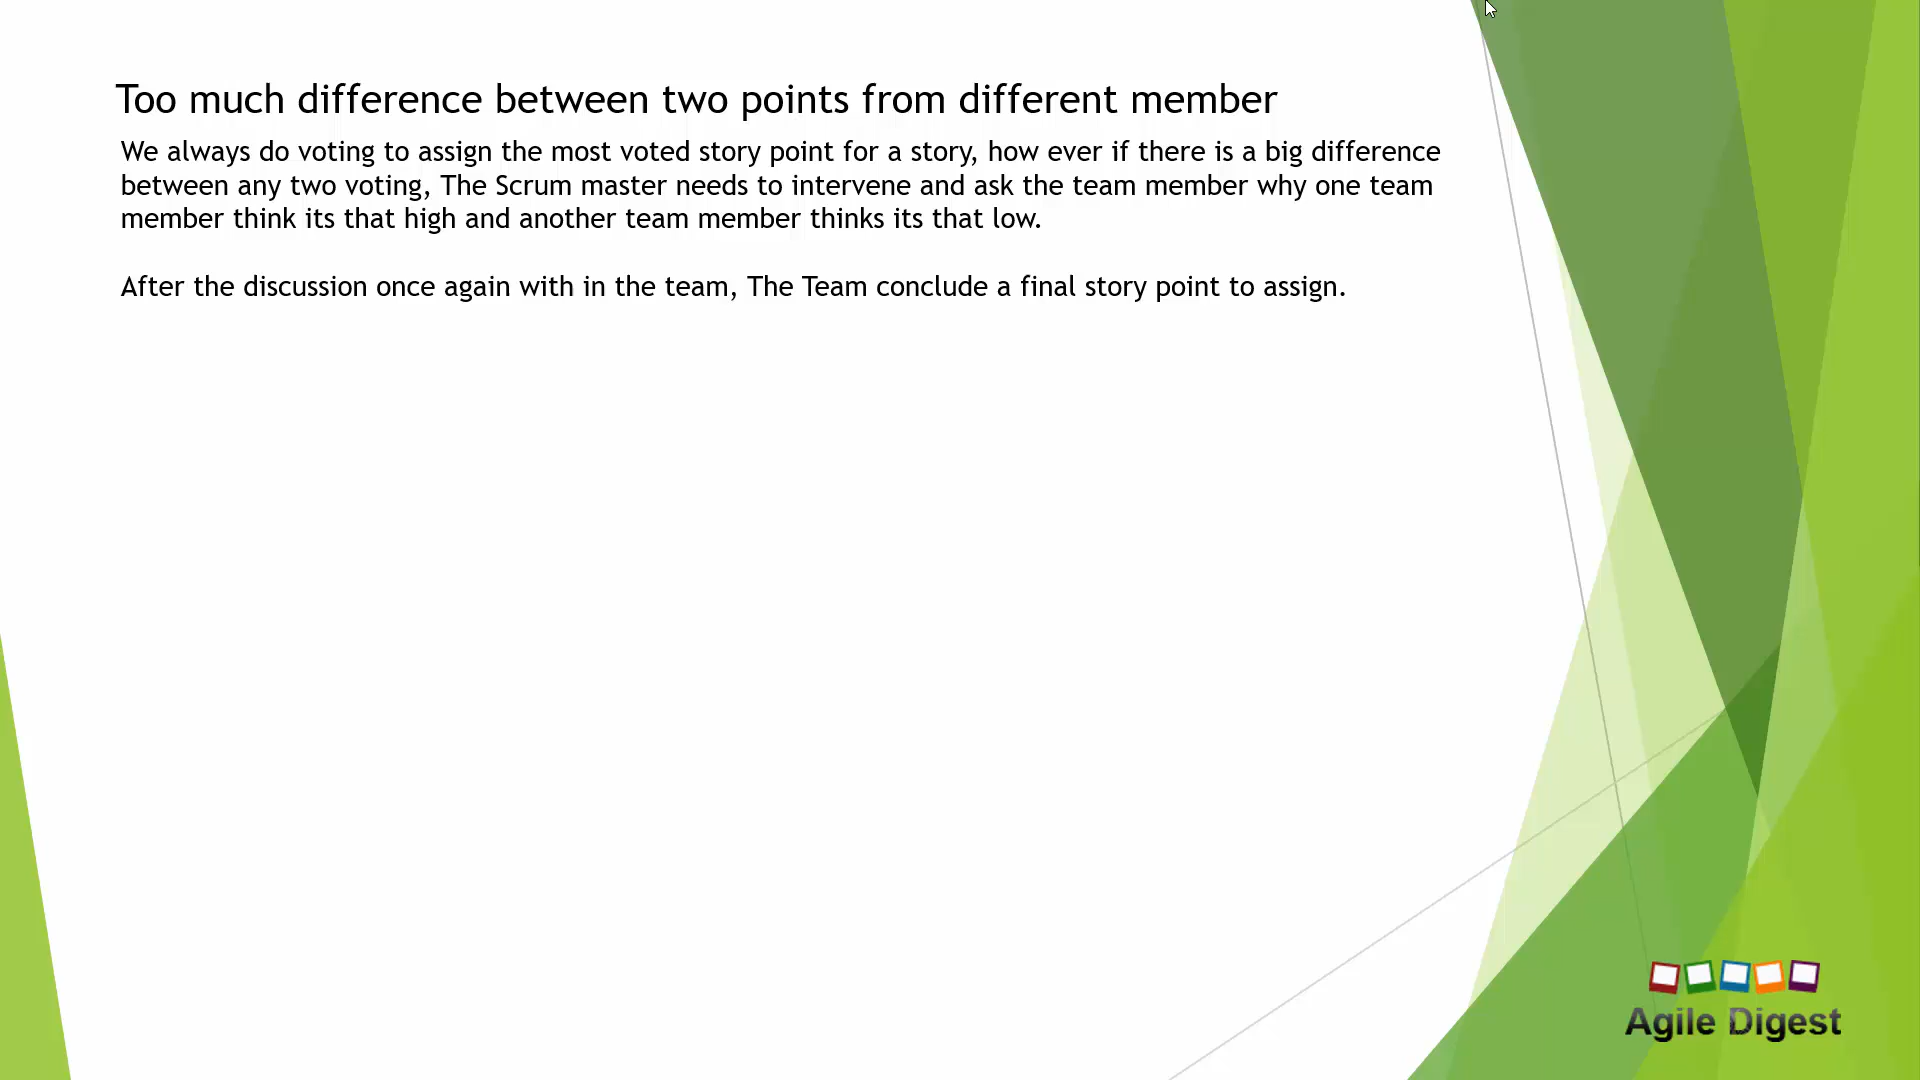 Too much difference between two points from different member
We always do voting to assign the most voted story point for a story, how ever if there is a big difference
between any two voting, The Scrum master needs to intervene and ask the team member why one team
member think its that high and another team member thinks its that low.
After the discussion once again with in the team, The Team conclude a final story point to assign.
Agile Digest